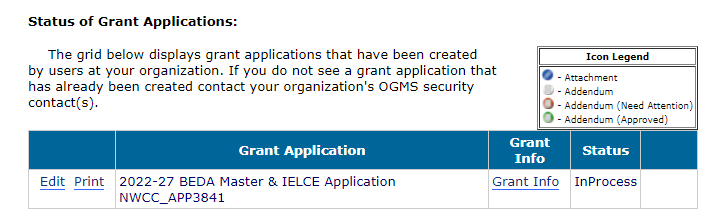 Status of Grant Applications:
The grid below displays grant applications that have been created
by users at your organization. If you do not see a grant application that
has already been created contact your organization's OGMS security
contact(s).
Icon Legend
- Attachment
- Addendum
- Addendum (Need Attention)
- Addendum (Approved)
Grant Application
Grant
Info
Status
Edit Print 2022-27 BEDA Master & IELCE Application Grant Info InProcess
NWCC_APP3841